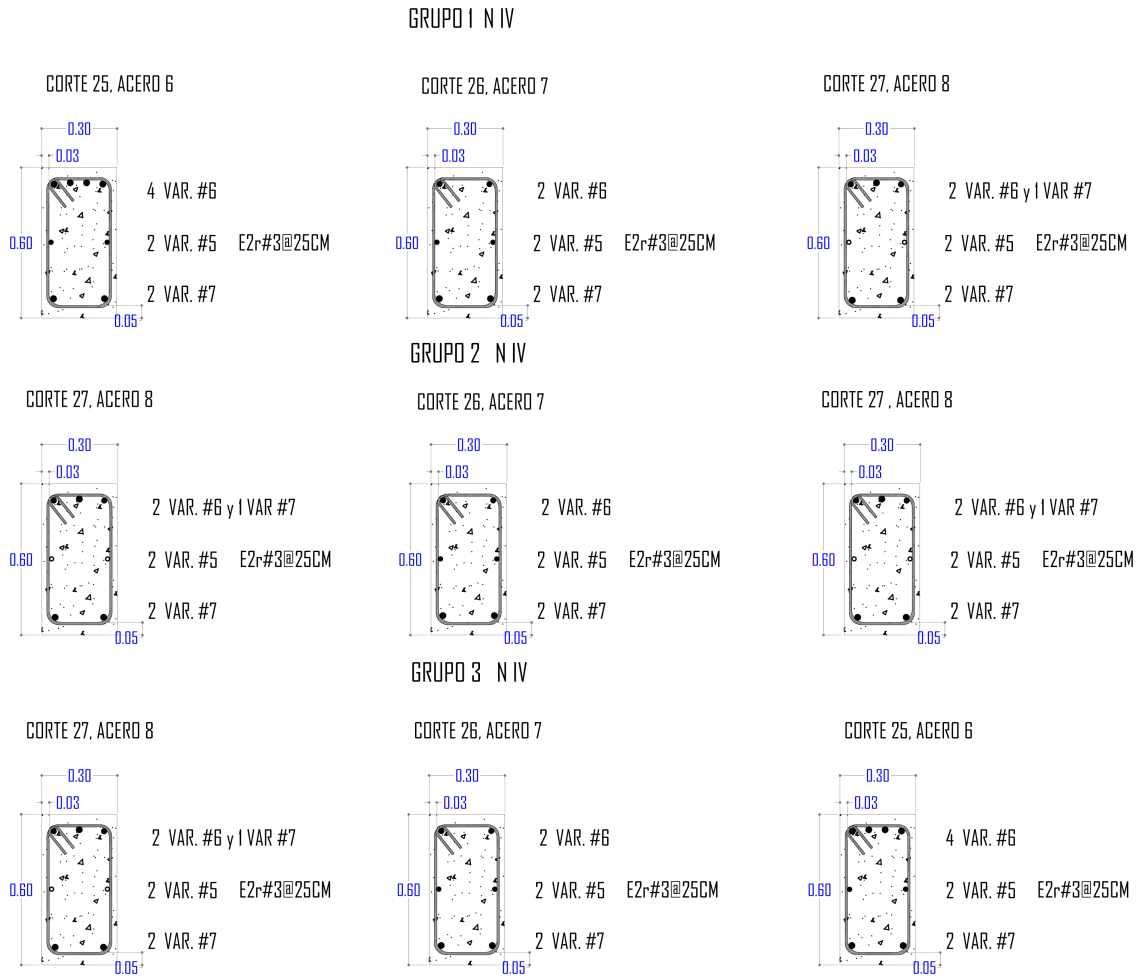 GRUPO 1 N IV
CORTE 25, ACERO 6
0.30
0.03
0.60
4 VAR. #6
2 VAR. #5 E2r#3@25CM
2 VAR. #7
0.05
CORTE 26, ACERO 7
0.30
0.03
0.60
2 VAR. #6
2 VAR. #5 E2r#3@25CM
2 VAR. #7
0.05
CORTE 27, ACERO 8
0.30
0.03
0.60
2 VAR. #6 y 1 VAR #7
2 VAR. #5 E2r#3@25CM
2 VAR. #7
0.05
GRUPO 2 N IV
CORTE 27, ACERO 8
0.30
0.03
0.60
2 VAR. #6 y 1 VAR #7
2 VAR. #5 E2r#3@25CM
2 VAR. #7
0.05
CORTE 26, ACERO 7
0.30
0.03
0.60
2 VAR. #6
2 VAR. #5 E2r#3@25CM
2 VAR. #7
0.05
CORTE 27 , ACERO 8
0.30
0.03
0.60
2 VAR. #6 y 1 VAR #7
2 VAR. #5 E2r#3@25CM
2 VAR. #7
0.05
GRUPO 3 N IV
CORTE 27, ACERO 8
0.30
0.03
0.60
2 VAR. #6 y 1 VAR #7
2 VAR. #5 E2r#3@25CM
2 VAR. #7
0.05
CORTE 26, ACERO 7
0.30
0.03
0.60
2 VAR. #6
2 VAR. #5 E2r#3@25CM
2 VAR. #7
0.05
CORTE 25, ACERO 6
0.30
0.03
0.60
4 VAR. #6
2 VAR. #5 E2r#3@25CM
2 VAR. #7
0.05